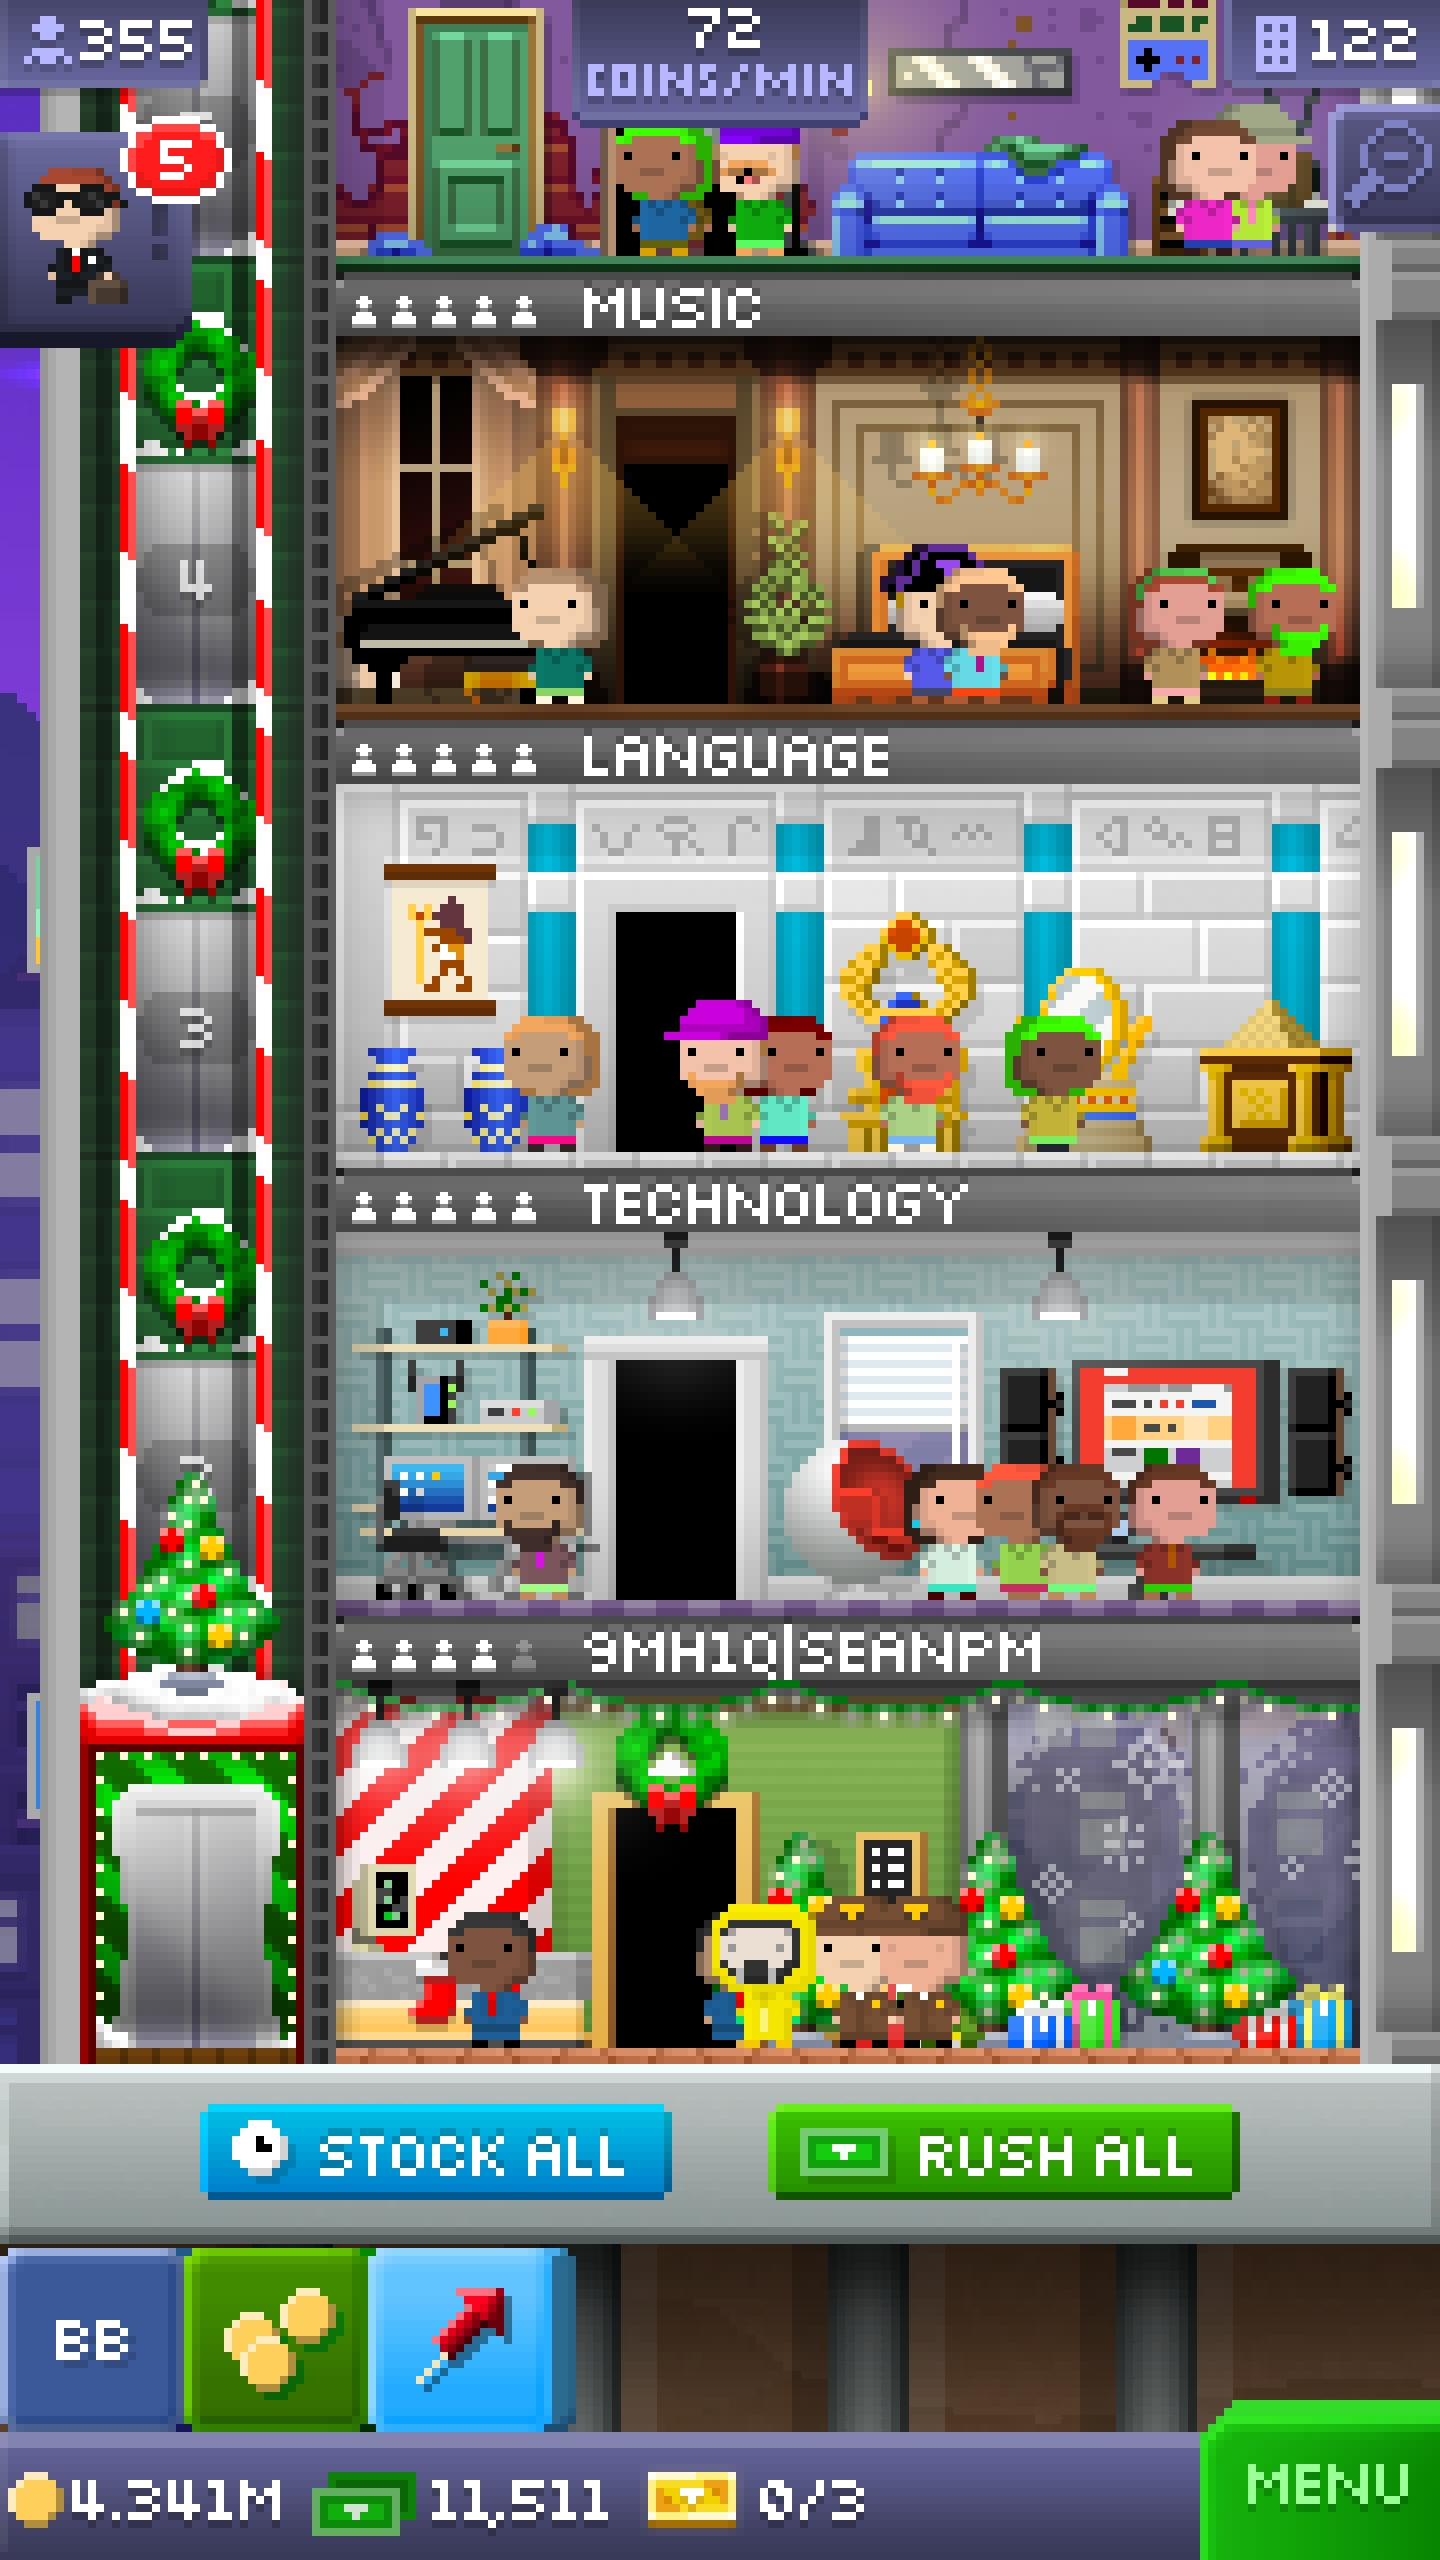 355
72
COINS/MIN
122
5
MUSIC
4
LANGUAGE
3
TECHNOLOGY
9MH1Q|SEANPM
STOCK ALL
RUSH ALL
BB
4.341M
11,511
0/3
MENU